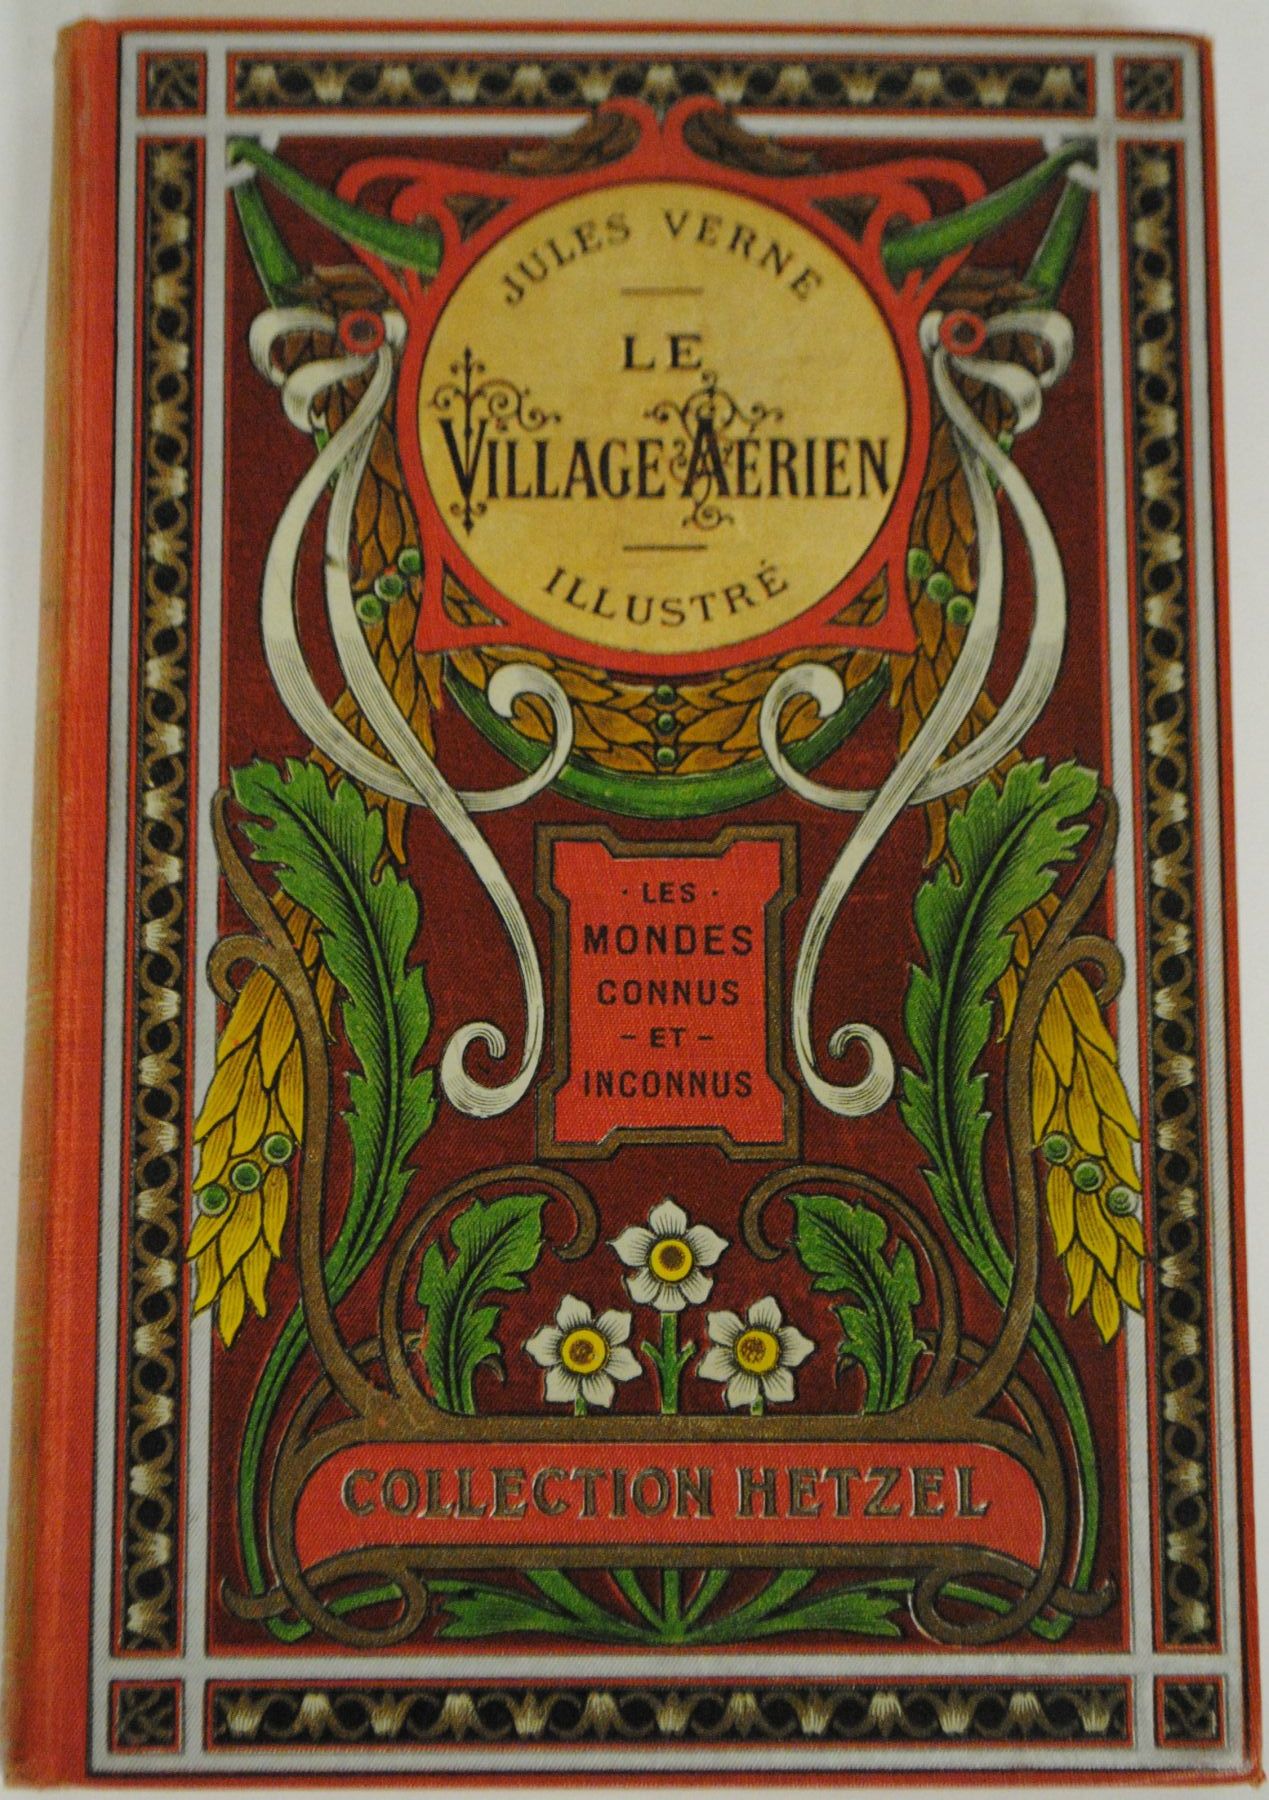 JULES VERNE
LE
VILLAGE AÉRIEN
ILLUSTRÉ
· LES ·
MONDES
CONNUS
- ET -
INCONNUS
COLLECTION HETZEL